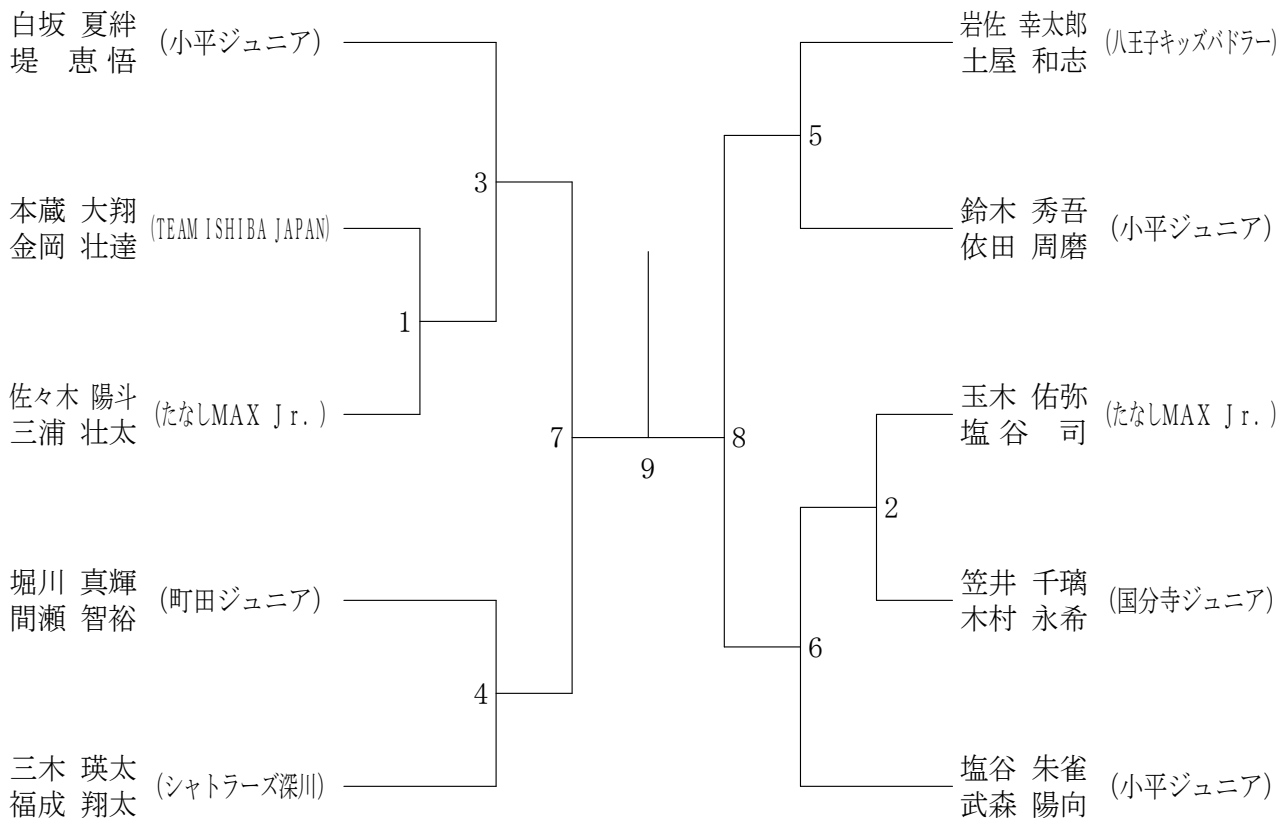 白坂 夏絆
堤 恵悟
(小平ジュニア)
本蔵 大翔
金岡 壮達
(TEAM ISHIBA JAPAN)
佐々木 陽斗
三浦 壮太
(たなしMAX Jr.)
堀川 真輝
間瀬 智裕
(町田ジュニア)
三木 瑛太
福成 翔太
(シャトラーズ深川)
3
1
7
4
9
8
5
2
6
岩佐 幸太郎
土屋 和志
(八王子キッズバドラー)
鈴木 秀吾
依田 周磨
(小平ジュニア)
玉木 佑弥
塩谷 司
(たなしMAX Jr.)
笠井 千璃
木村 永希
(国分寺ジュニア)
塩谷 朱雀
武森 陽向
(小平ジュニア)